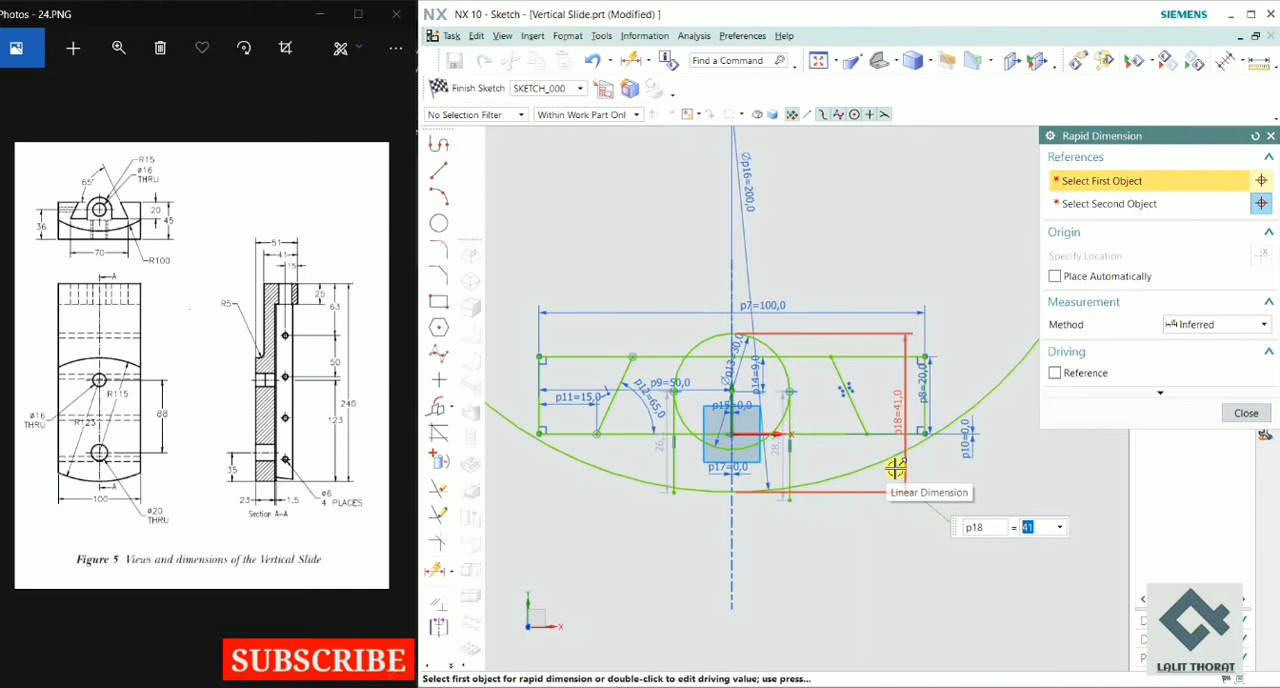 Photos - 24.PNG
R15
ø16
THRU
65°
20
45
36
70
R100
A
R115
R123
ø16
THRU
88
ø20
THRU
100
A
51
41
15
25
63
R5
50
240
123
35
23
1.5
ø6
4 PLACES
Section A-A
Figure 5 Views and dimensions of the Vertical Slide
SUBSCRIBE
NX NX 10 - Sketch - [Vertical Slide.prt (Modified) ]
SIEMENS
Task Edit View Insert Format Tools Information Analysis Preferences Help
Find a Command
Finish Sketch SKETCH_000
No Selection Filter Within Work Part Onl
p7=100,0
Øp16=200,0
Øp13=30,0
p14=9,0
p8=20,0
p9=50,0
p11=15,0
p12=65,0
p15=0,0
p18=41,0
p10=0,0
p17=0,0
X
Linear Dimension
p18 = 41
Y
X
Rapid Dimension
References
* Select First Object
* Select Second Object
Origin
Specify Location
Place Automatically
Measurement
Method Inferred
Driving
Reference
Close
LALIT THORAT
Select first object for rapid dimension or double-click to edit driving value; use press...